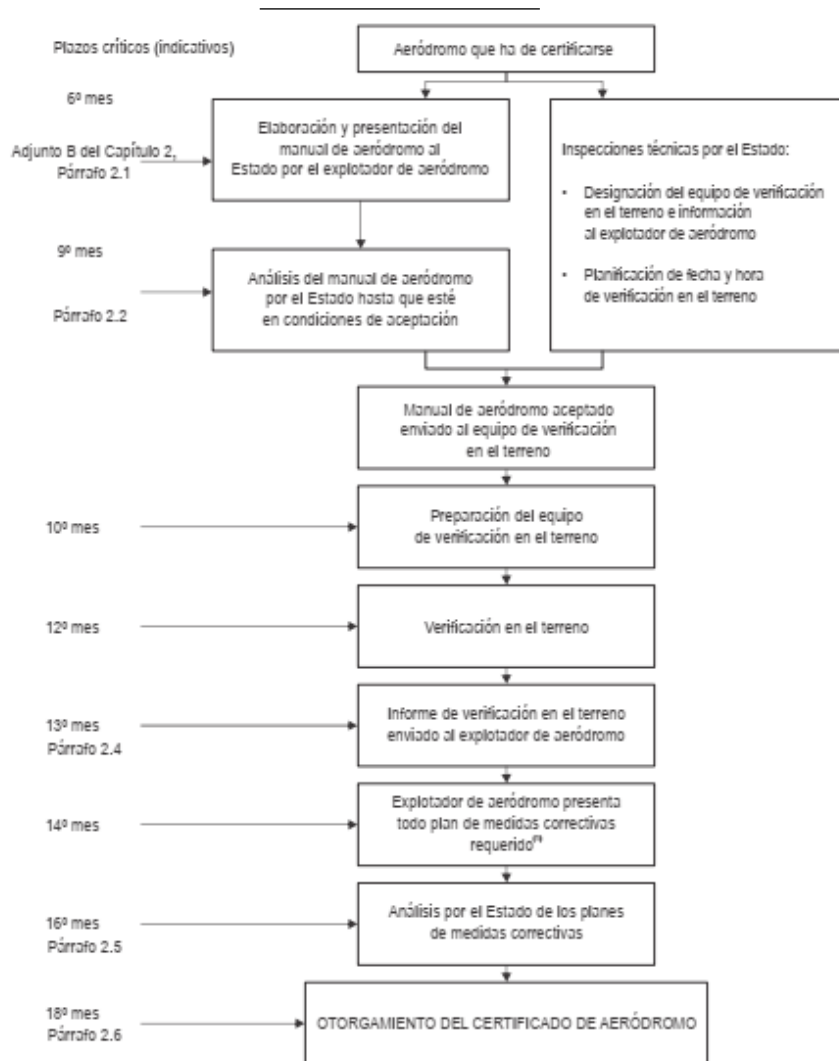 Plazos críticos (indicativos)
Aeródromo que ha de certificarse
6º mes
Adjunto B del Capítulo 2,
Párrafo 2.1
Elaboración y presentación del
manual de aeródromo al
Estado por el explotador de aeródromo
Inspecciones técnicas por el Estado:
• Designación del equipo de verificación
en el terreno e información
al explotador de aeródromo
• Planificación de fecha y hora
de verificación en el terreno
9º mes
Párrafo 2.2
Análisis del manual de aeródromo
por el Estado hasta que esté
en condiciones de aceptación
Manual de aeródromo aceptado
enviado al equipo de verificación
en el terreno
10º mes
Preparación del equipo
de verificación en el terreno
12º mes
Verificación en el terreno
13º mes
Párrafo 2.4
Informe de verificación en el terreno
enviado al explotador de aeródromo
14º mes
Explotador de aeródromo presenta
todo plan de medidas correctivas
requerido
16º mes
Párrafo 2.5
Análisis por el Estado de los planes
de medidas correctivas
18º mes
Párrafo 2.6
OTORGAMIENTO DEL CERTIFICADO DE AERÓDROMO